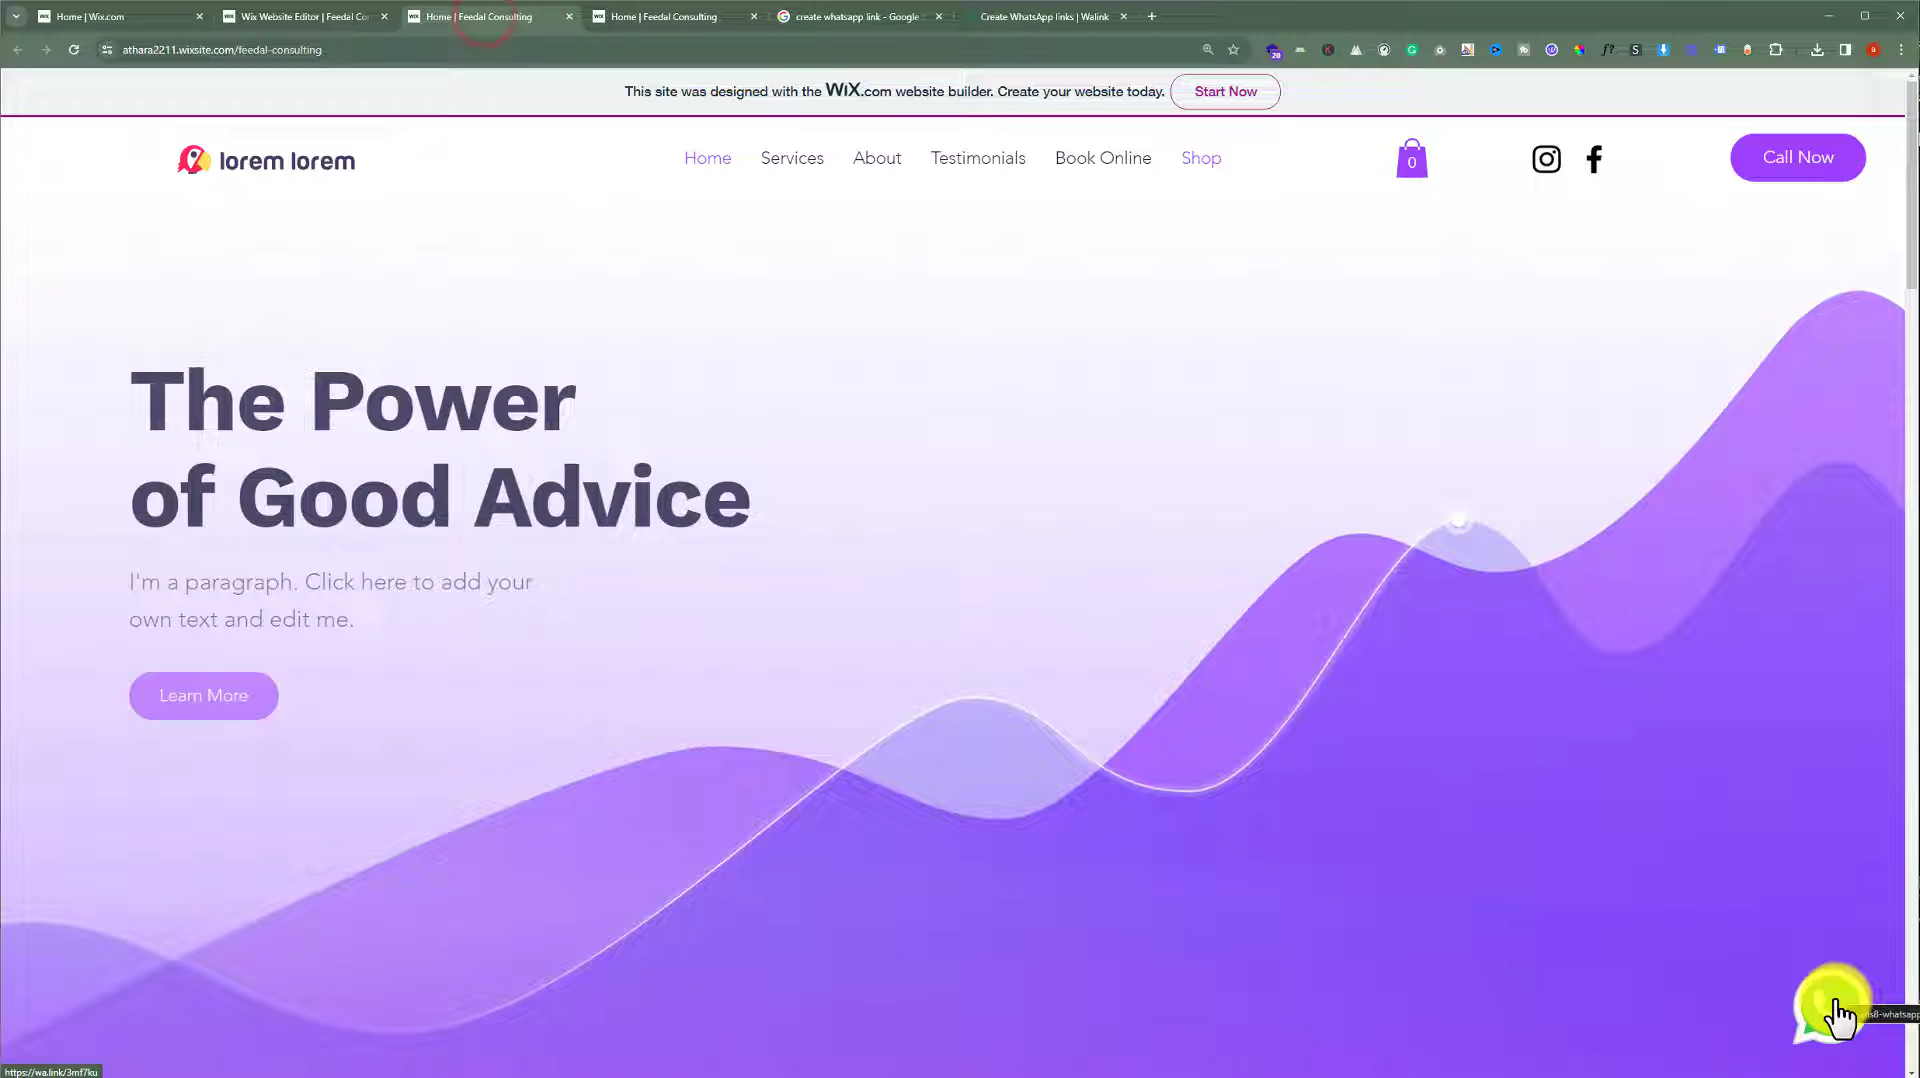 Home | Wix.com
Wix Website Editor | Feedal Co
Home | Feedal Consulting
Home | Feedal Consulting
create whatsapp link - Google
Create WhatsApp links | Walink
athara2211.wixsite.com/feedal-consulting
20
This site was designed with the WiX.com website builder. Create your website today.
Start Now
lorem lorem
Home
Services
About
Testimonials
Book Online
Shop
0
Call Now
The Power
of Good Advice
I'm a paragraph. Click here to add your
own text and edit me.
Learn More
s8-whatsapp
https://wa.link/3mf7ku